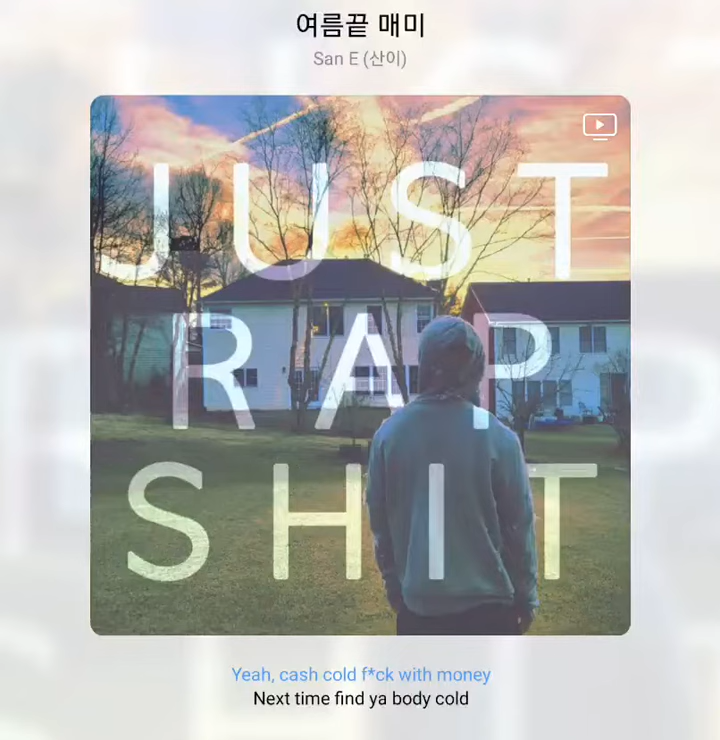 여름끝 매미
San E (산이)
JUST
RAP
SHIT
Yeah, cash cold f*ck with money
Next time find ya body cold